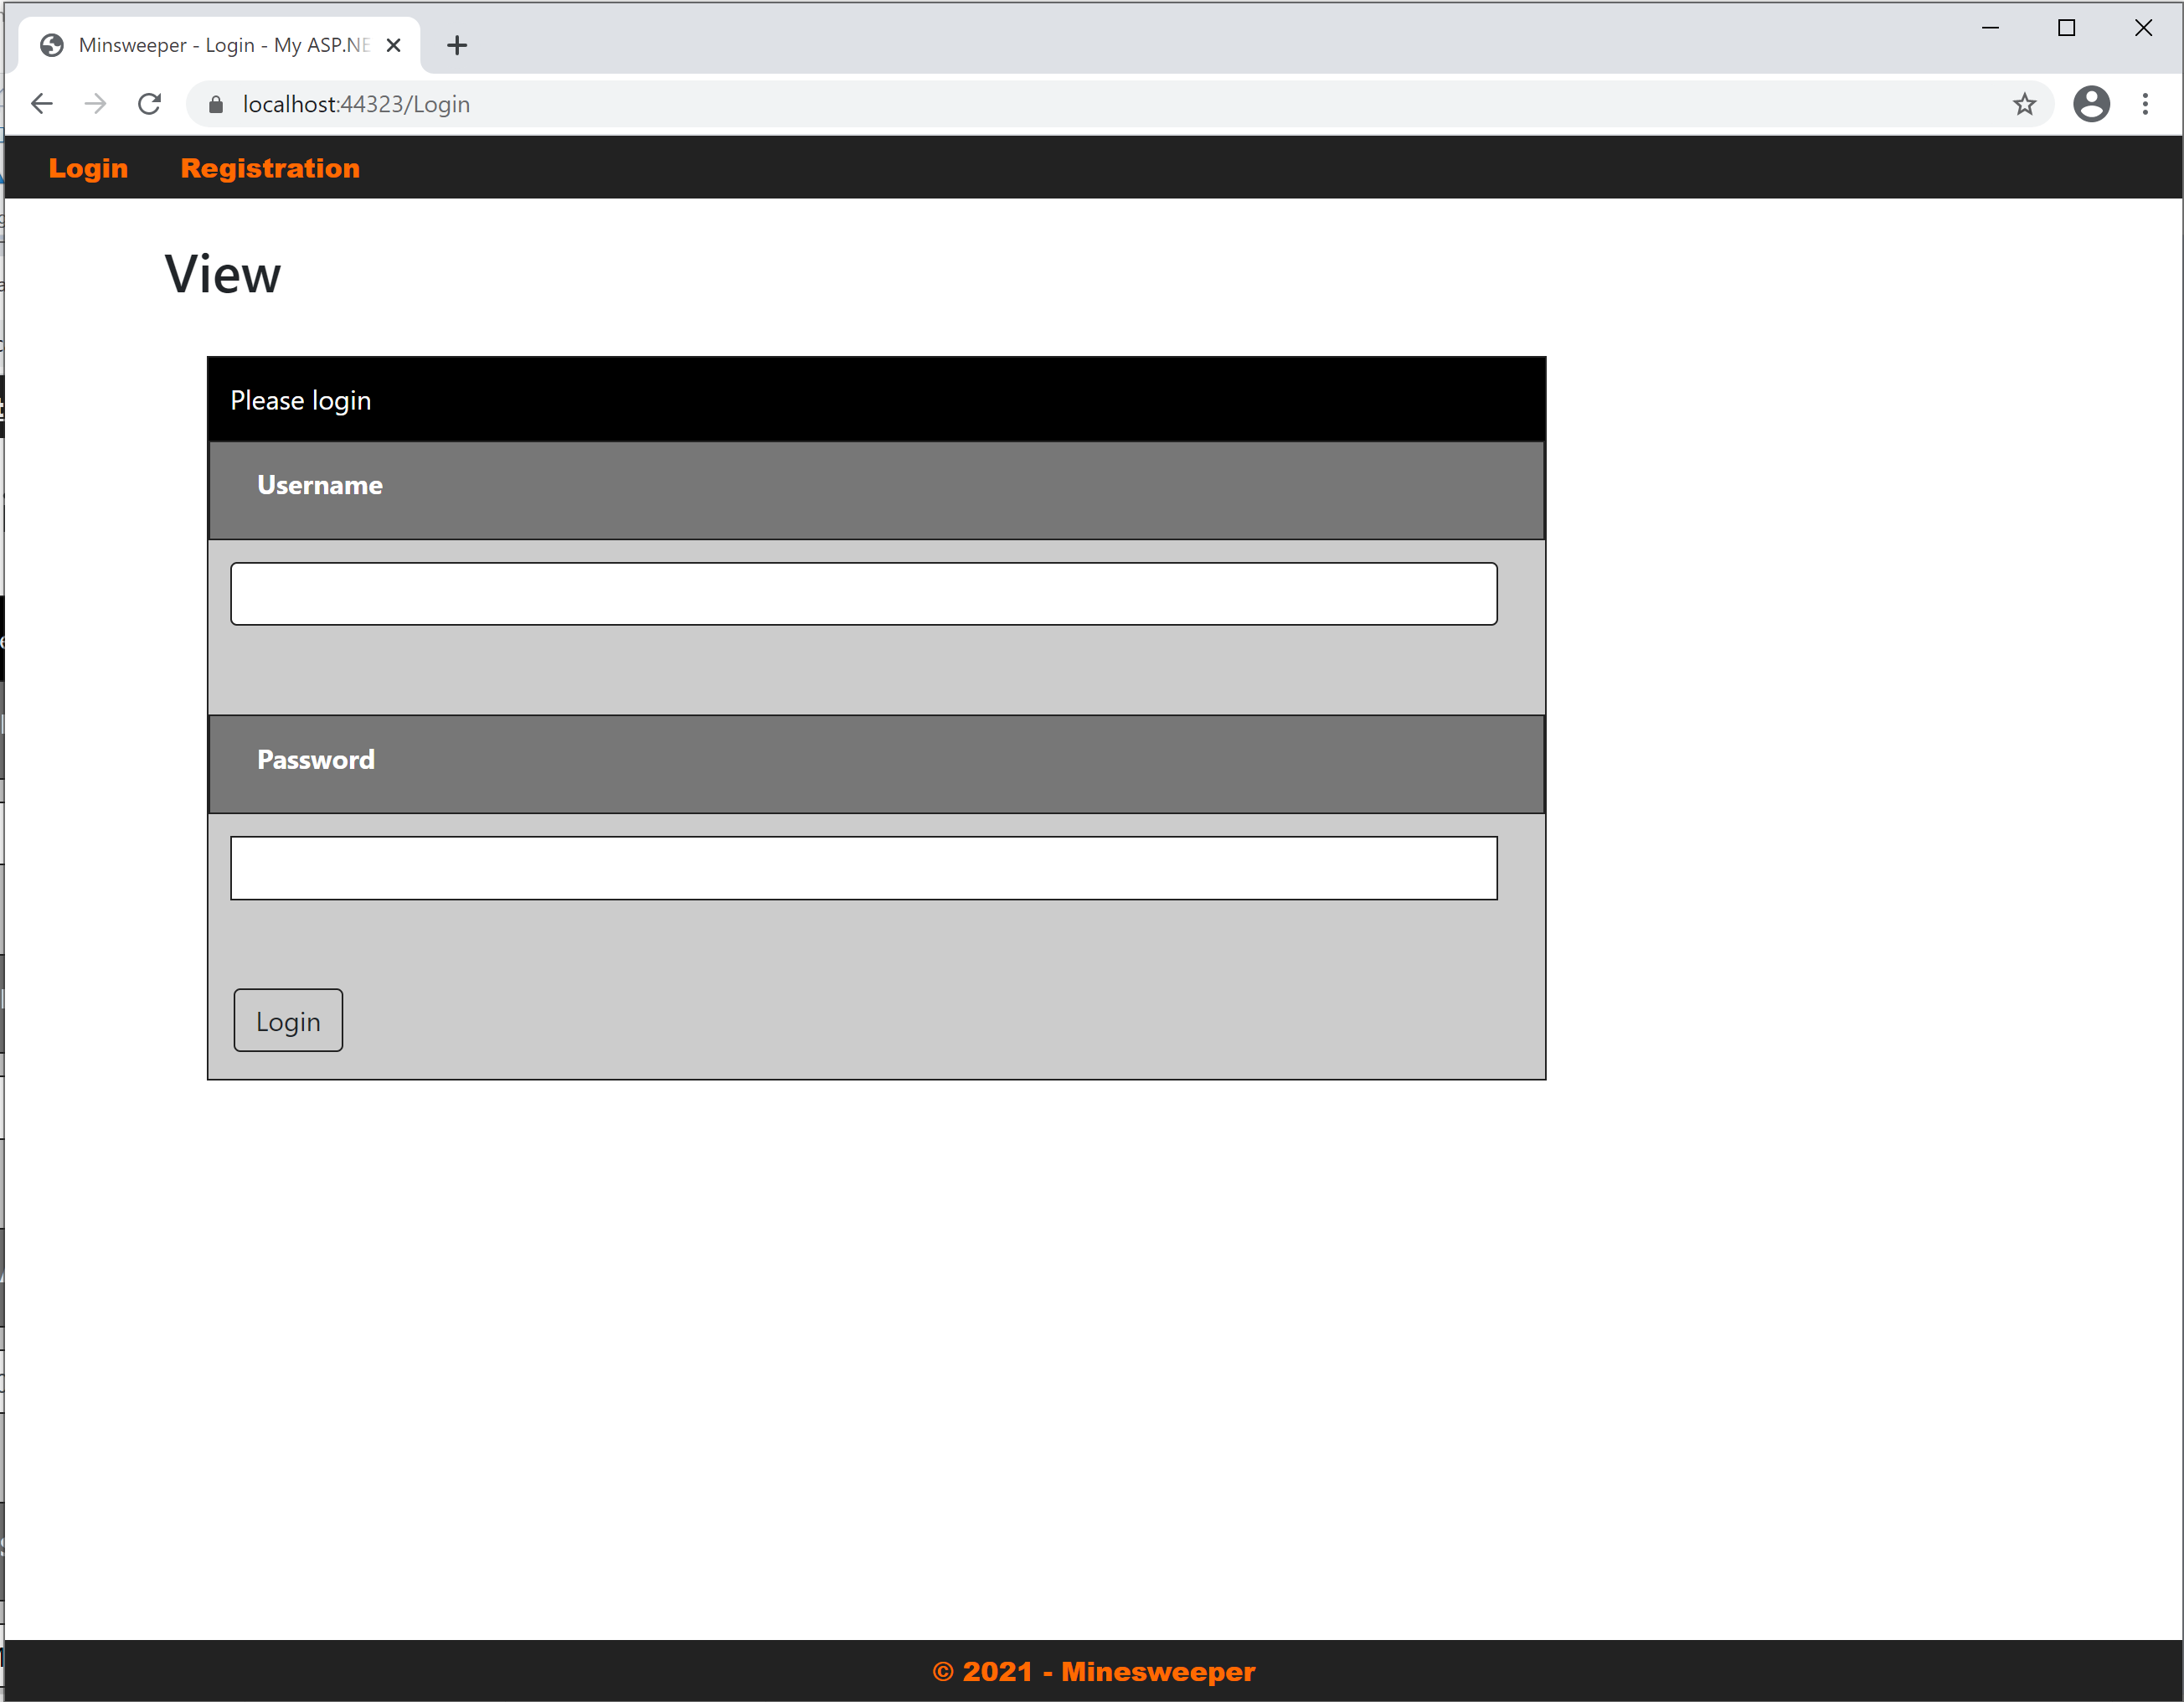 Minsweeper - Login - My ASP.NE
localhost:44323/Login
Login Registration
View
Please login
Username
Password
Login
© 2021 - Minesweeper